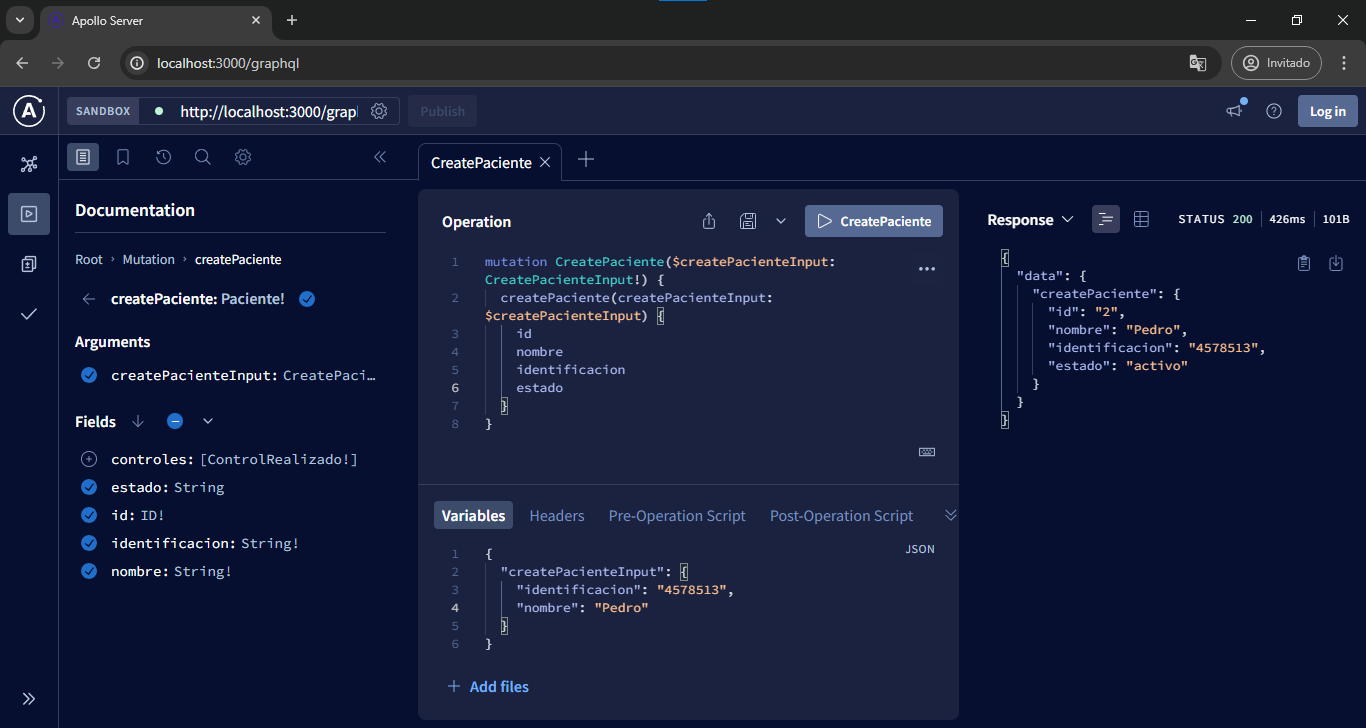 Apollo Server
localhost:3000/graphql
Invitado
SANDBOX
http://localhost:3000/grap
Publish
Log in
CreatePaciente
Documentation
Root › Mutation › createPaciente
createPaciente: Paciente!
Arguments
createPacienteInput: CreatePaci…
Fields
controles: [ControlRealizado!]
estado: String
id: ID!
identificacion: String!
nombre: String!
Operation
CreatePaciente
1 mutation CreatePaciente($createPacienteInput:
CreatePacienteInput!) {
2 createPaciente(createPacienteInput:
$createPacienteInput) {
3 id
4 nombre
5 identificacion
6 estado
7 }
8 }
Variables Headers Pre-Operation Script Post-Operation Script
JSON
1 {
2 "createPacienteInput": {
3 "identificacion": "4578513",
4 "nombre": "Pedro"
5 }
6 }
Add files
Response
STATUS 200 426ms 101B
{
"data": {
"createPaciente": {
"id": "2",
"nombre": "Pedro",
"identificacion": "4578513",
"estado": "activo"
}
}
}